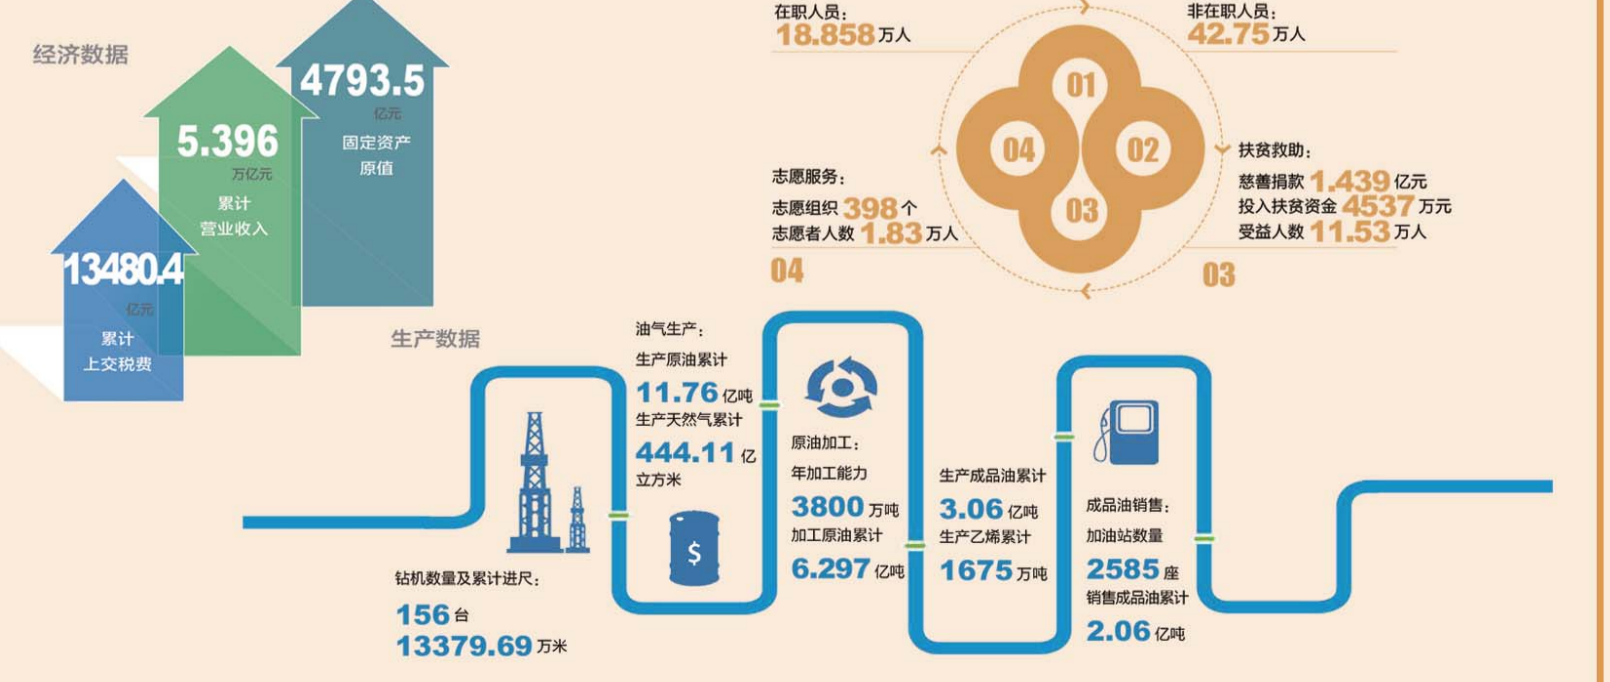 经济数据
4793.5
亿元
固定资产
原值
5.396
万亿元
累计
营业收入
13480.4
亿元
累计
上交税费
在职人员：
18.858 万人
非在职人员：
42.75 万人
01
02
03
04
扶贫救助：
慈善捐款 1.439 亿元
投入扶贫资金 4537 万元
受益人数 11.53 万人
03
志愿服务：
志愿组织 398 个
志愿者人数 1.83 万人
04
生产数据
钻机数量及累计进尺：
156 台
13379.69 万米
油气生产：
生产原油累计
11.76 亿吨
生产天然气累计
444.11 亿
立方米
$
原油加工：
年加工能力
3800 万吨
加工原油累计
6.297 亿吨
生产成品油累计
3.06 亿吨
生产乙烯累计
1675 万吨
成品油销售：
加油站数量
2585 座
销售成品油累计
2.06 亿吨